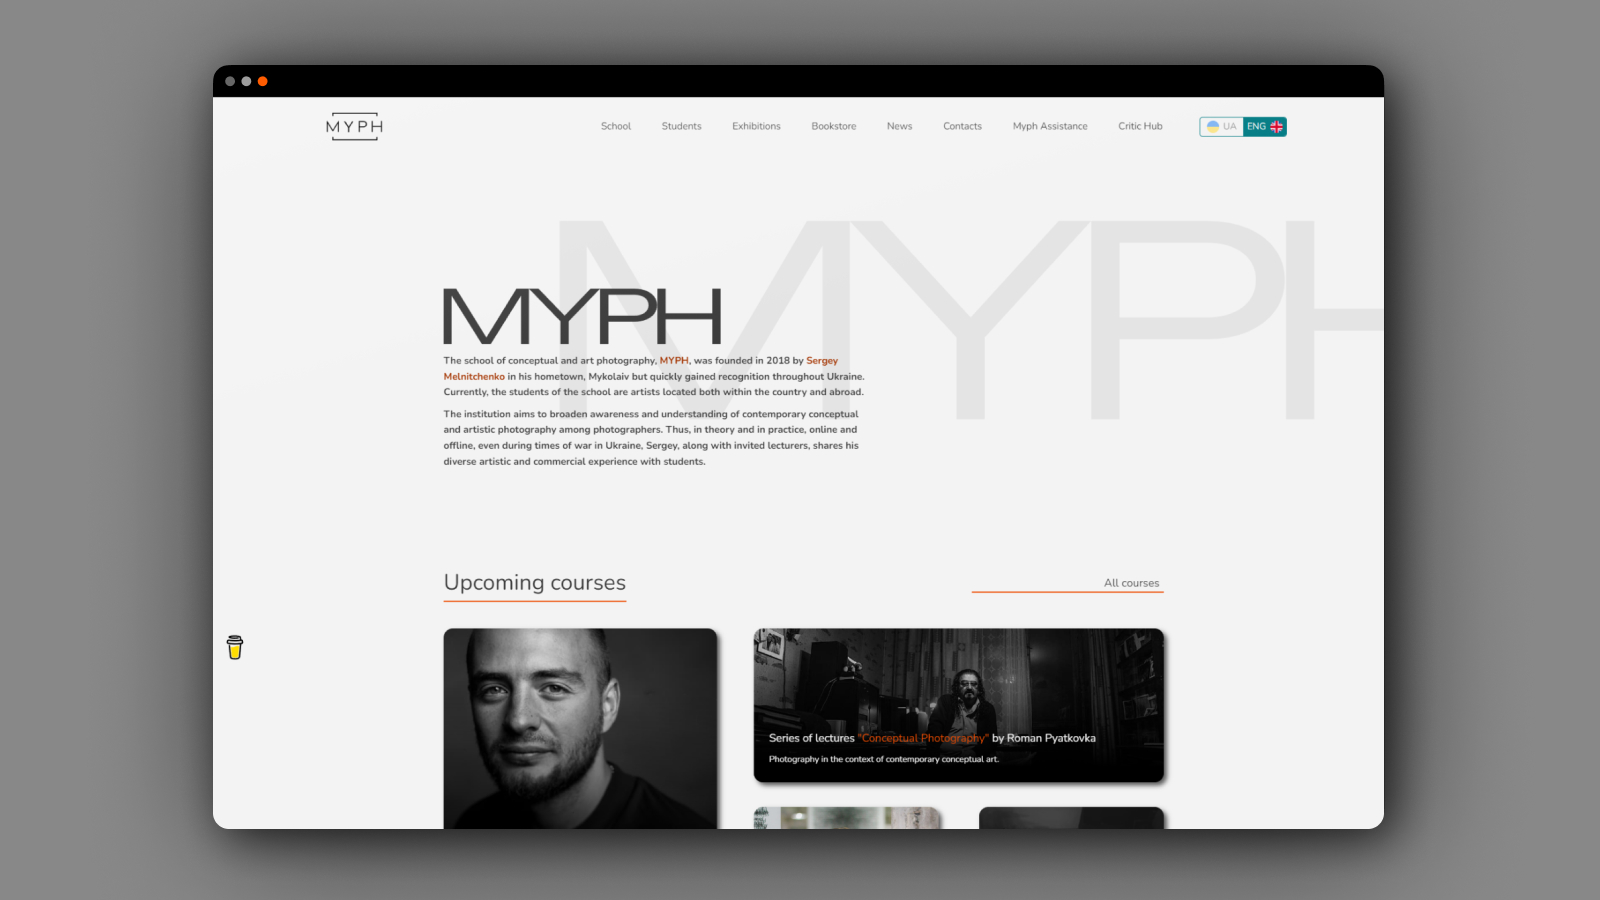 MYPH
School Students Exhibitions Bookstore News Contacts Myph Assistance Critic Hub UA ENG
MYPH
MYPH
The school of conceptual and art photography, MYPH, was founded in 2018 by Sergey
Melnitchenko in his hometown, Mykolaiv but quickly gained recognition throughout Ukraine.
Currently, the students of the school are artists located both within the country and abroad.
The institution aims to broaden awareness and understanding of contemporary conceptual
and artistic photography among photographers. Thus, in theory and in practice, online and
offline, even during times of war in Ukraine, Sergey, along with invited lecturers, shares his
diverse artistic and commercial experience with students.
Upcoming courses
All courses
Series of lectures "Conceptual Photography" by Roman Pyatkovka
Photography in the context of contemporary conceptual art.